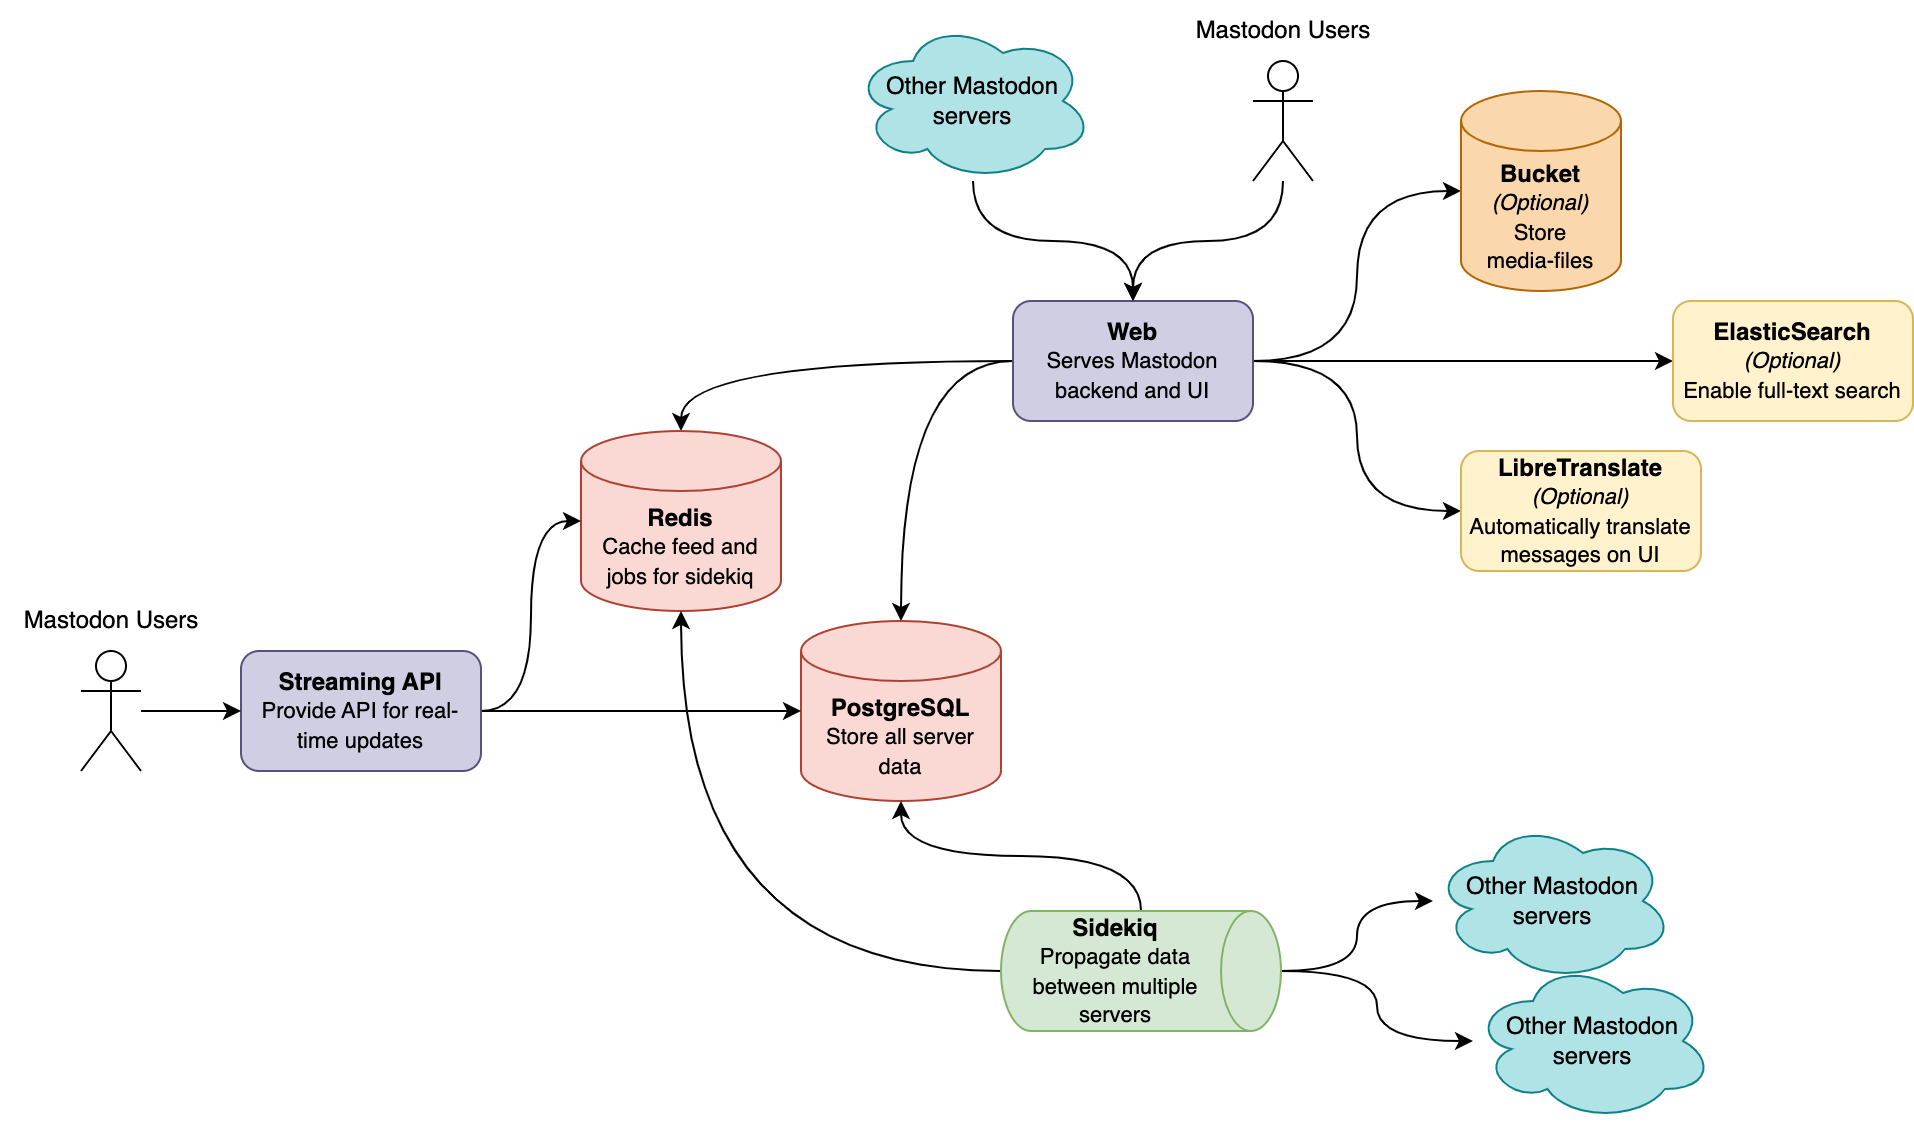 Mastodon Users
Other Mastodon
servers
Bucket
(Optional)
Store
media-files
Web
Serves Mastodon
backend and UI
ElasticSearch
(Optional)
Enable full-text search
LibreTranslate
(Optional)
Automatically translate
messages on UI
Redis
Cache feed and
jobs for sidekiq
Mastodon Users
Streaming API
Provide API for real-
time updates
PostgreSQL
Store all server
data
Sidekiq
Propagate data
between multiple
servers
Other Mastodon
servers
Other Mastodon
servers